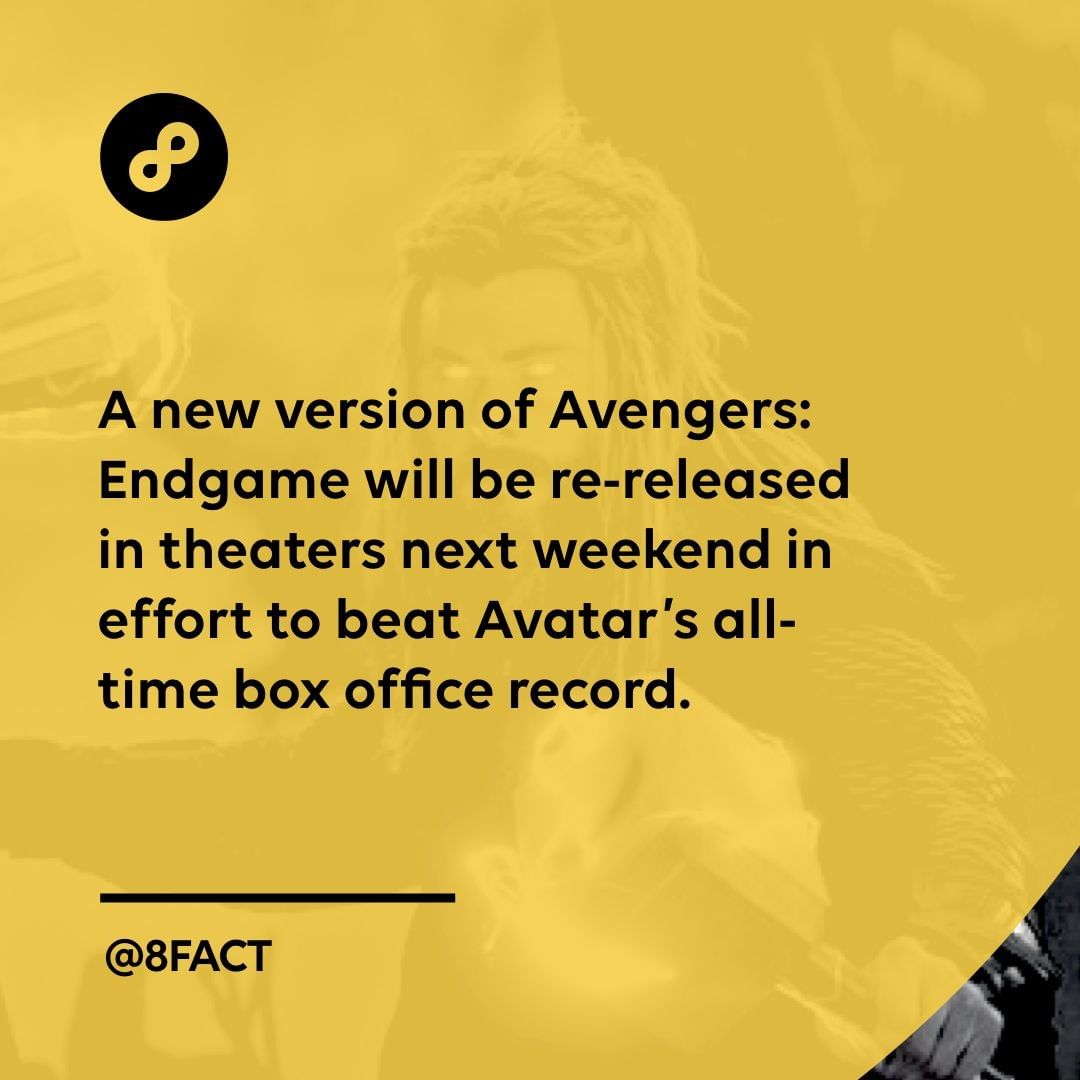 A new version of Avengers:
Endgame will be re-released
in theaters next weekend in
effort to beat Avatar's all-
time box office record.
@8FACT